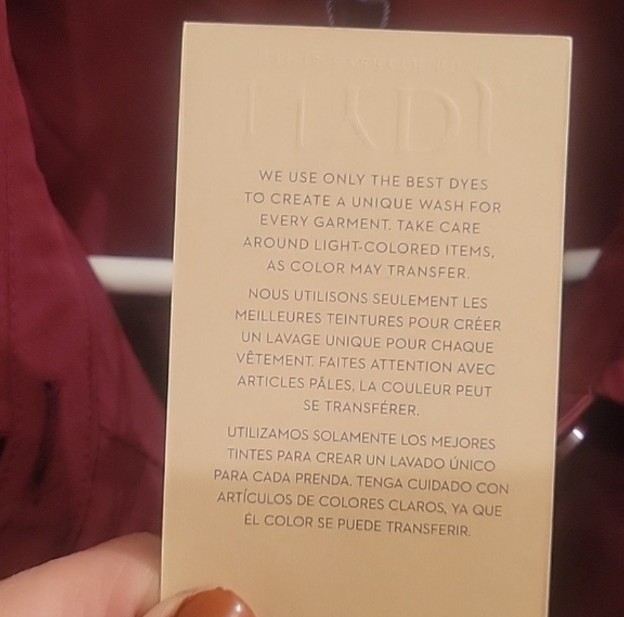 WE USE ONLY THE BEST DYES
TO CREATE A UNIQUE WASH FOR
EVERY GARMENT. TAKE CARE
AROUND LIGHT-COLORED ITEMS,
AS COLOR MAY TRANSFER.
NOUS UTILISONS SEULEMENT LES
MEILLEURES TEINTURES POUR CRÉER
UN LAVAGE UNIQUE POUR CHAQUE
VÊTEMENT. FAITES ATTENTION AVEC
ARTICLES PÂLES, LA COULEUR PEUT
SE TRANSFÉRER.
UTILIZAMOS SOLAMENTE LOS MEJORES
TINTES PARA CREAR UN LAVADO ÚNICO
PARA CADA PRENDA. TENGA CUIDADO CON
ARTÍCULOS DE COLORES CLAROS, YA QUE
ÉL COLOR SE PUEDE TRANSFERIR.